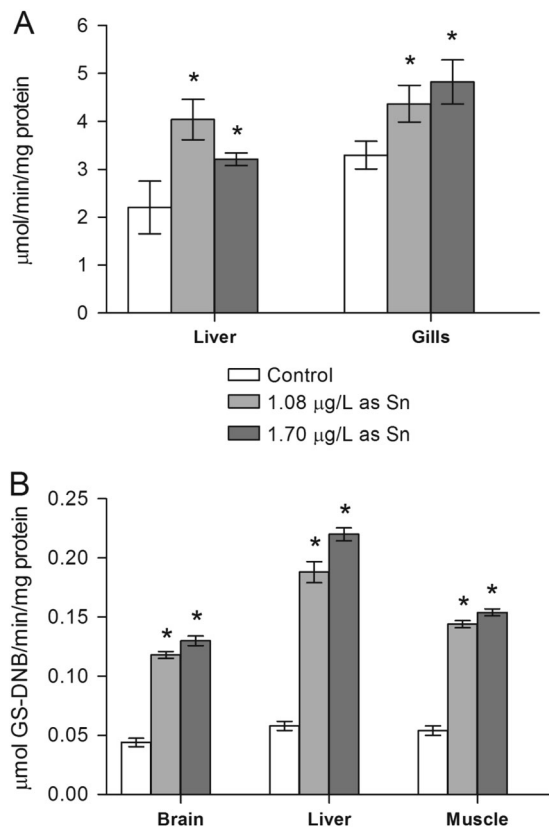 A
μmol/min/mg protein
6
5
4
3
2
1
0
* * * *
Liver Gills
Control
1.08 μg/L as Sn
1.70 μg/L as Sn
B
μmol GS-DNB/min/mg protein
0.25
0.20
0.15
0.10
0.05
0.00
* * * * * *
Brain Liver Muscle